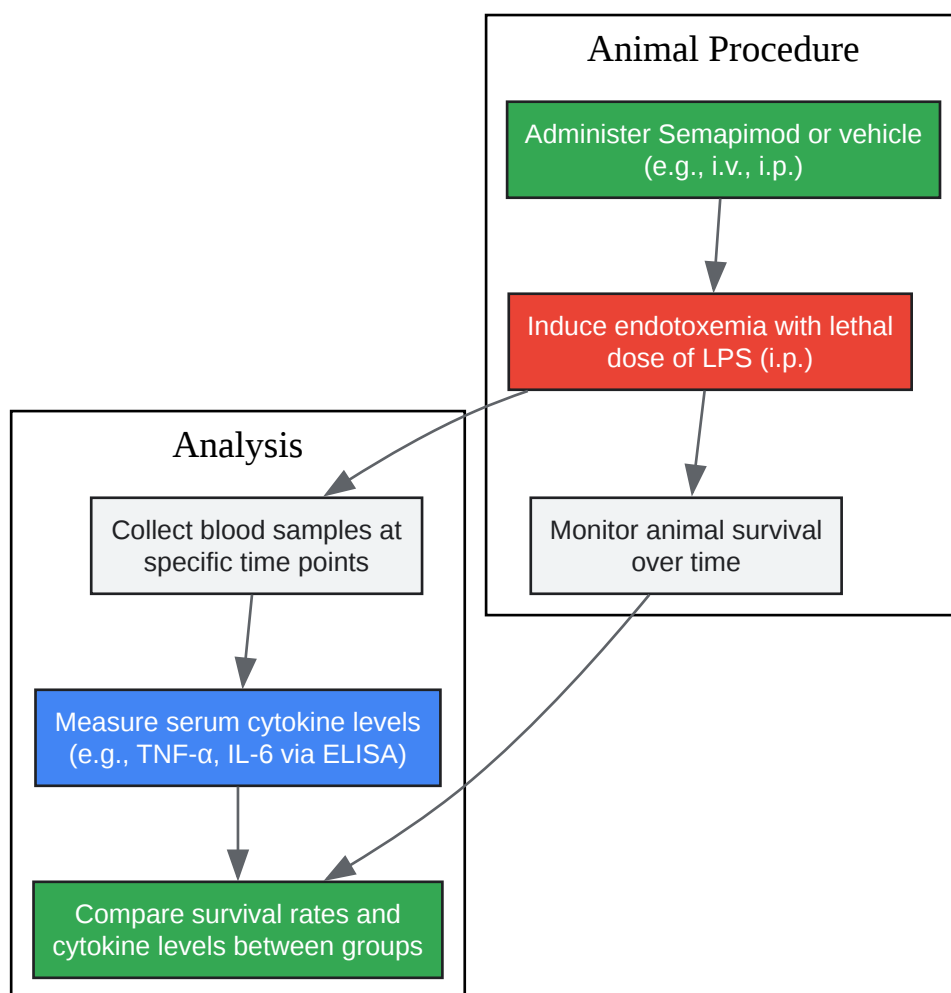 Animal Procedure
Administer Semapimod or vehicle
(e.g., i.v., i.p.)
Induce endotoxemia with lethal
dose of LPS (i.p.)
Monitor animal survival
over time
Analysis
Collect blood samples at
specific time points
Measure serum cytokine levels
(e.g., TNF-α, IL-6 via ELISA)
Compare survival rates and
cytokine levels between groups